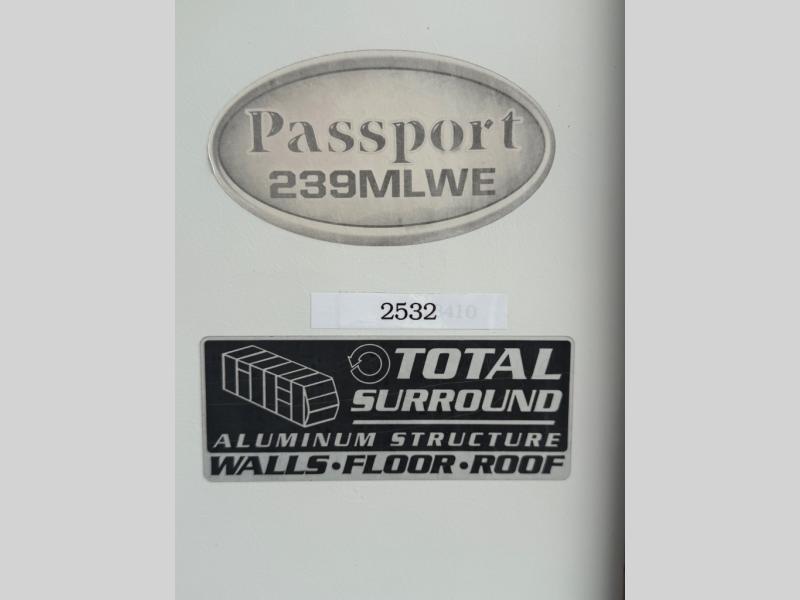 Passport
239MLWE
2532
TOTAL
SURROUND
ALUMINUM STRUCTURE
WALLS•FLOOR•ROOF